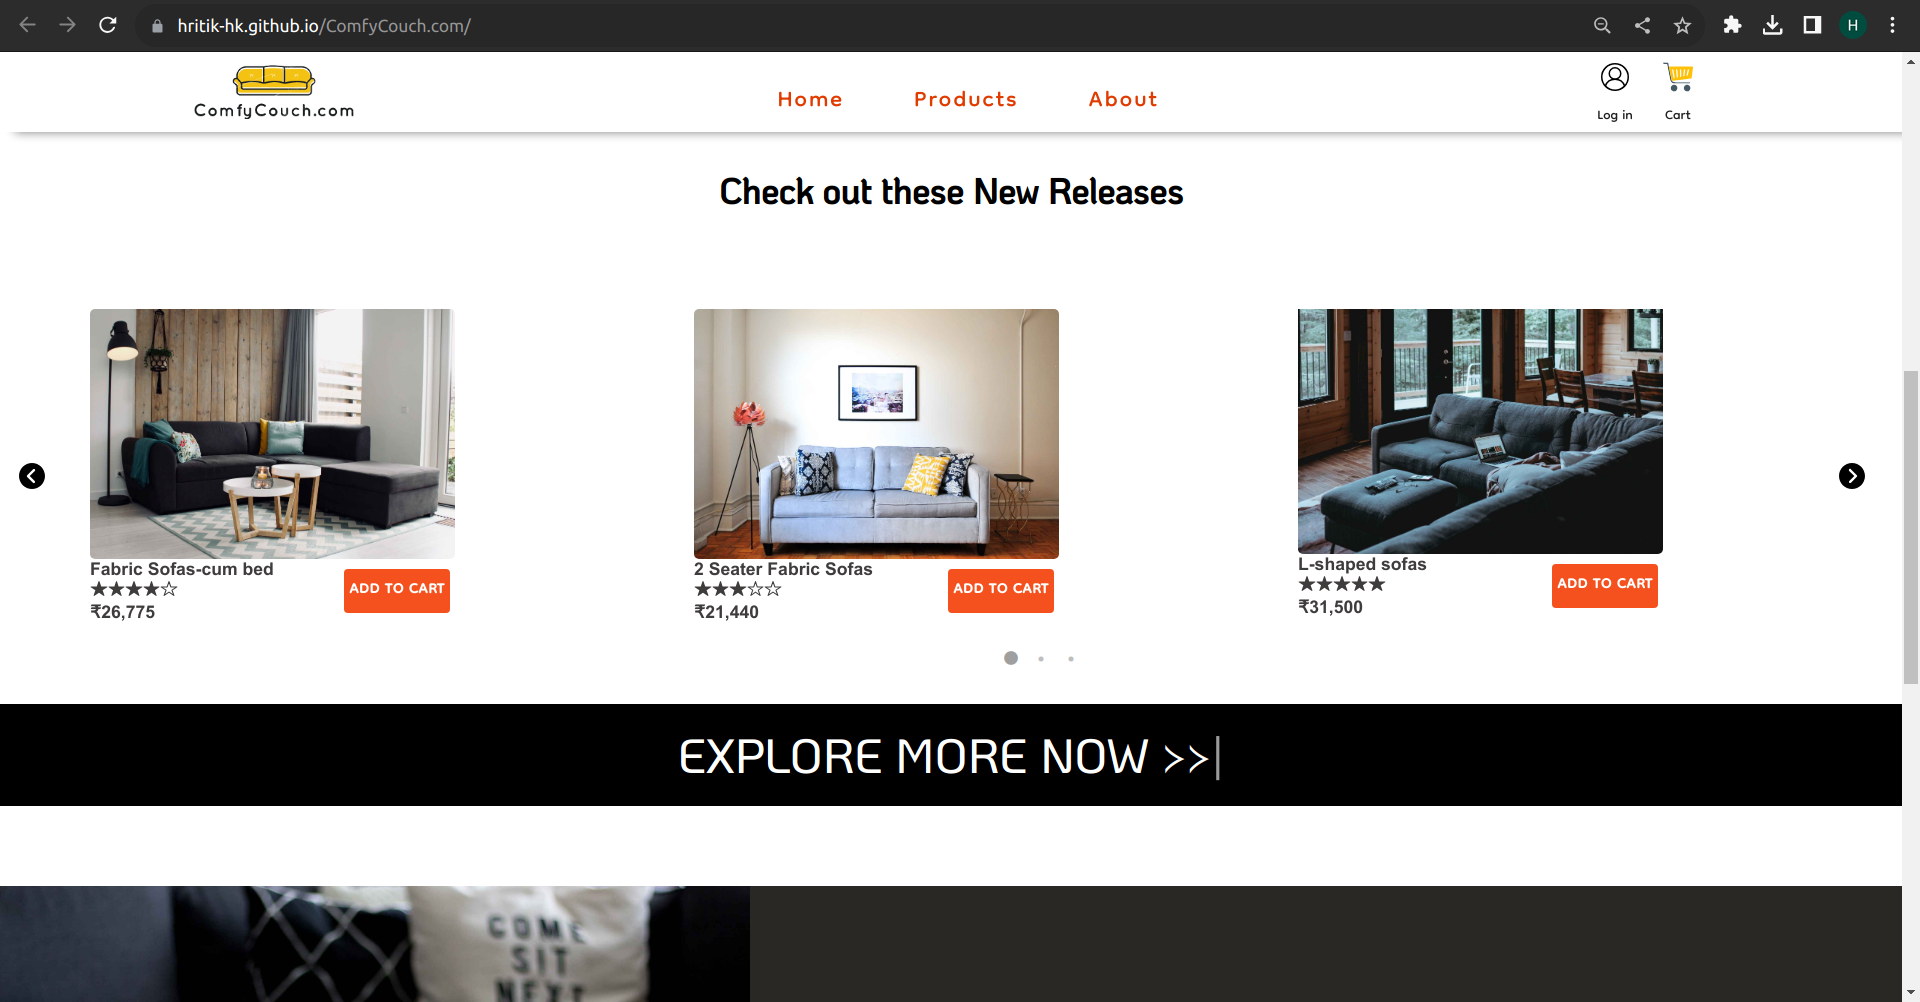 hritik-hk.github.io/ComfyCouch.com/
H
ComfyCouch.com
Home
Products
About
Log in
Cart
Check out these New Releases
Fabric Sofas-cum bed
★★★★☆
₹26,775
ADD TO CART
2 Seater Fabric Sofas
★★★☆☆
₹21,440
ADD TO CART
L-shaped sofas
★★★★★
₹31,500
ADD TO CART
EXPLORE MORE NOW >>|
COME
SIT
NEXT